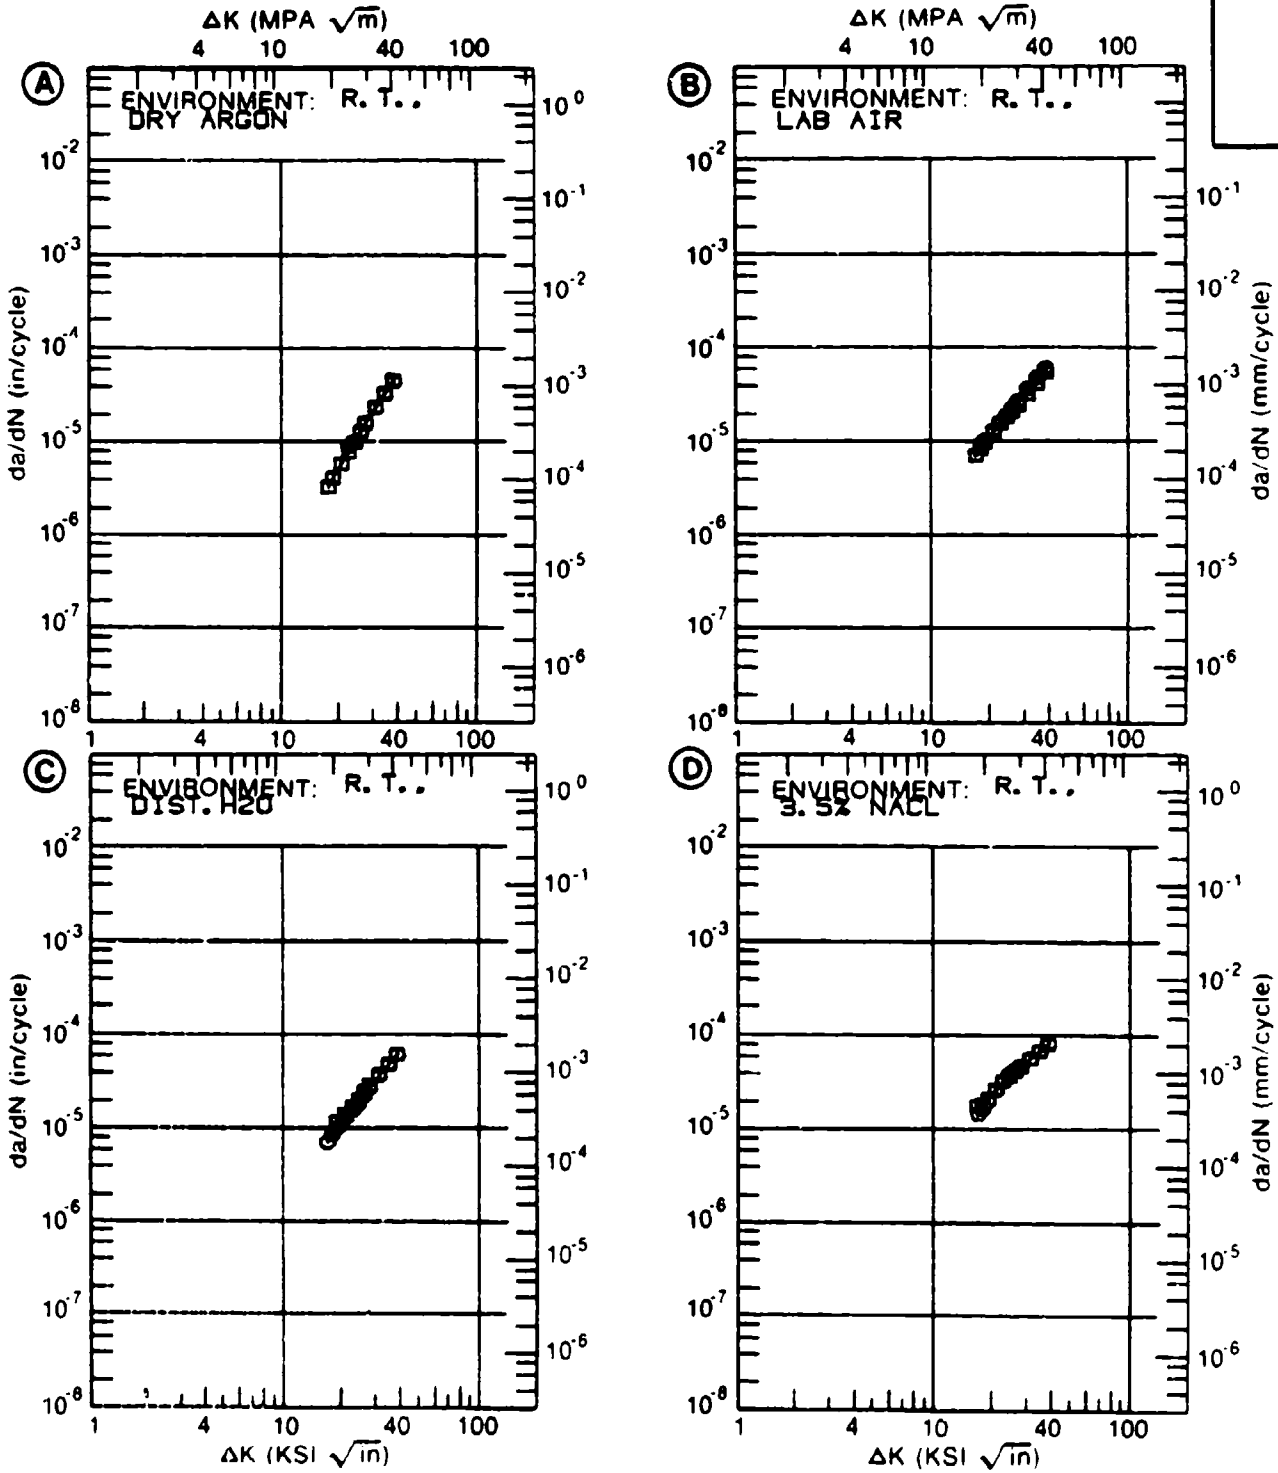 ΔK (MPA √m)
4 10 40 100
A
ENVIRONMENT: R. T..
DRY ARGON
10^-2
10^-3
10^-4
10^-5
10^-6
10^-7
10^-8
da/dN (in/cycle)
10^0
10^-1
10^-2
10^-3
10^-4
10^-5
10^-6
1 4 10 40 100
ΔK (MPA √m)
4 10 40 100
B
ENVIRONMENT: R. T..
LAB AIR
10^-2
10^-3
10^-4
10^-5
10^-6
10^-7
10^-8
10^-1
10^-2
10^-3
10^-4
10^-5
10^-6
da/dN (mm/cycle)
1 4 10 40 100
C
ENVIRONMENT: R. T..
DIST. H2O
10^-2
10^-3
10^-4
10^-5
10^-6
10^-7
10^-8
da/dN (in/cycle)
10^0
10^-1
10^-2
10^-3
10^-4
10^-5
10^-6
1 4 10 40 100
ΔK (KSI √in)
D
ENVIRONMENT: R. T.,
3.5% NACL
10^-2
10^-3
10^-4
10^-5
10^-6
10^-7
10^-8
10^0
10^-1
10^-2
10^-3
10^-4
10^-5
10^-6
da/dN (mm/cycle)
1 4 10 40 100
ΔK (KSI √in)